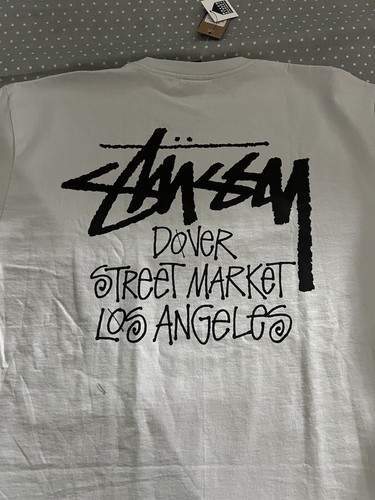 STÜSSY
DOVER
STREET MARKET
LOS ANGELES